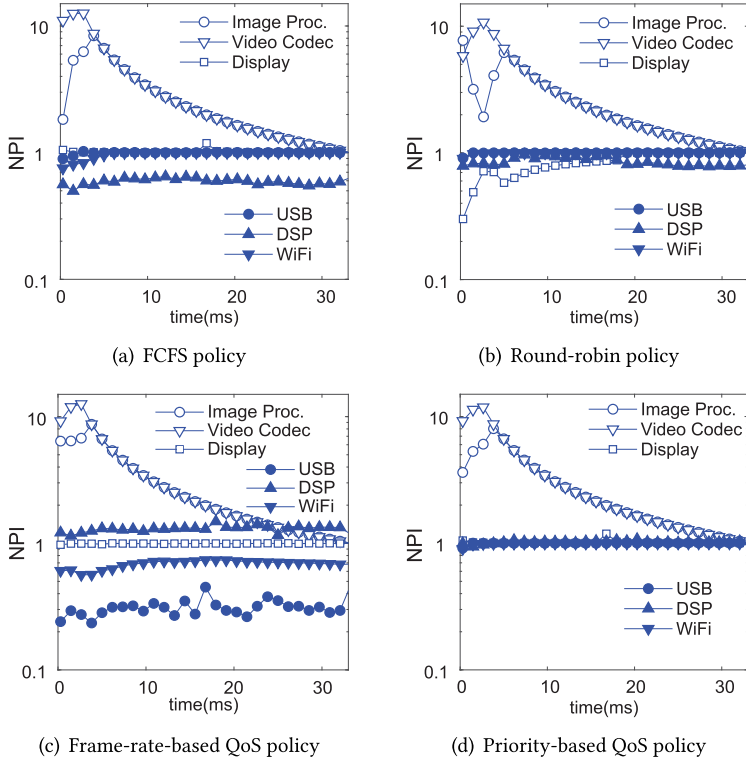 10
1
0.1
NPI
Image Proc.
Video Codec
Display
USB
DSP
WiFi
0 10 20 30
time(ms)
(a) FCFS policy
10
1
0.1
NPI
Image Proc.
Video Codec
Display
USB
DSP
WiFi
0 10 20 30
time(ms)
(b) Round-robin policy
10
1
0.1
NPI
Image Proc.
Video Codec
Display
USB
DSP
WiFi
0 10 20 30
time(ms)
(c) Frame-rate-based QoS policy
10
1
0.1
NPI
Image Proc.
Video Codec
Display
USB
DSP
WiFi
0 10 20 30
time(ms)
(d) Priority-based QoS policy